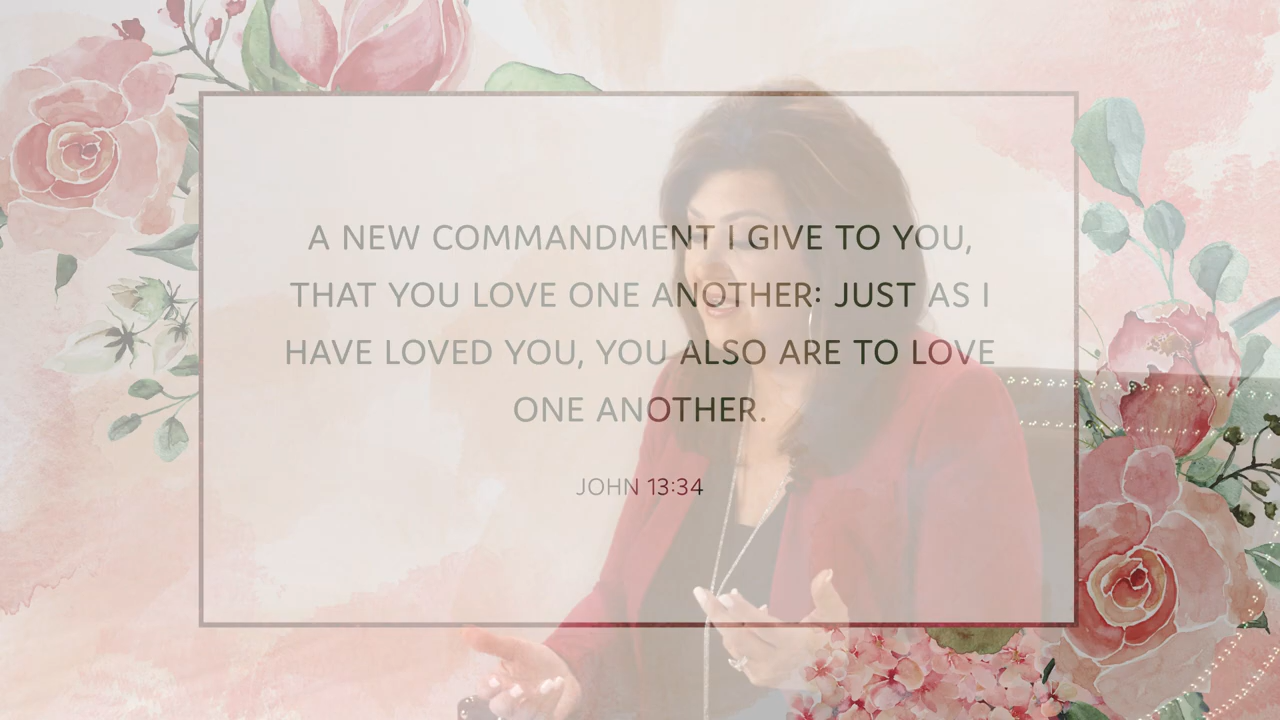 A NEW COMMANDMENT I GIVE TO YOU,
THAT YOU LOVE ONE ANOTHER: JUST AS I
HAVE LOVED YOU, YOU ALSO ARE TO LOVE
ONE ANOTHER.
JOHN 13:34